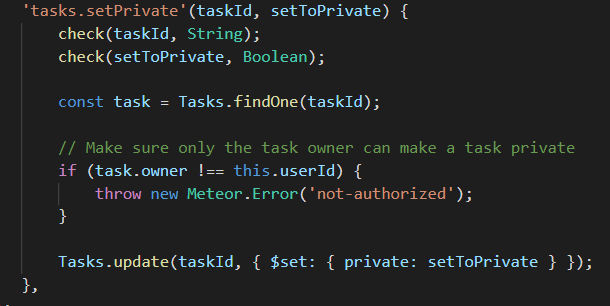 'tasks.setPrivate'(taskId, setToPrivate) {
check(taskId, String);
check(setToPrivate, Boolean);
const task = Tasks.findOne(taskId);
// Make sure only the task owner can make a task private
if (task.owner !== this.userId) {
throw new Meteor.Error('not-authorized');
}
Tasks.update(taskId, { $set: { private: setToPrivate } });
},